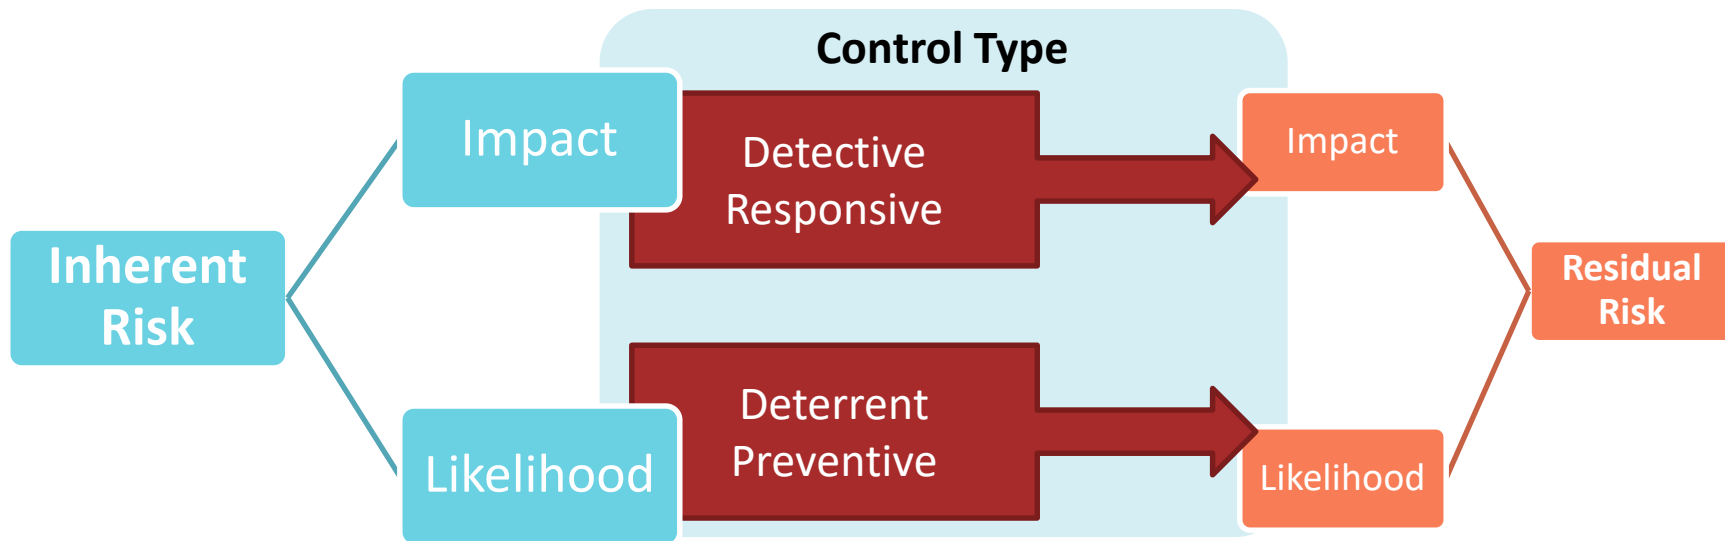 Control Type
Inherent
Risk
Impact
Detective
Responsive
Impact
Likelihood
Deterrent
Preventive
Likelihood
Residual
Risk